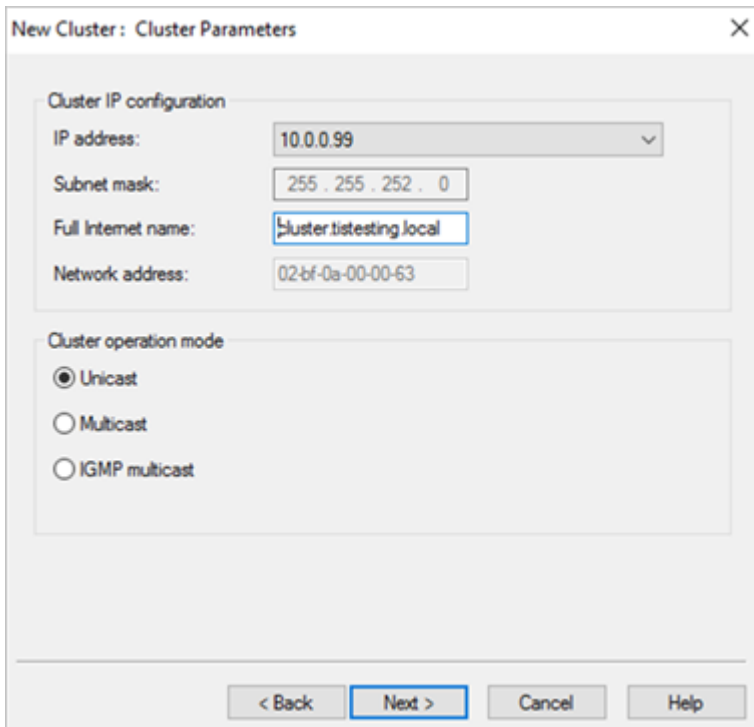 New Cluster : Cluster Parameters
Cluster IP configuration
IP address: 10.0.0.99
Subnet mask: 255 . 255 . 252 . 0
Full Internet name: cluster.tistesting.local
Network address: 02-bf-0a-00-00-63
Cluster operation mode
Unicast
Multicast
IGMP multicast
< Back Next > Cancel Help